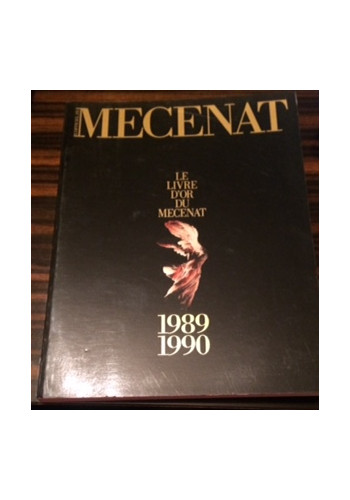 MECENAT
LE
LIVRE
D'OR
DU
MECENAT
1989
1990